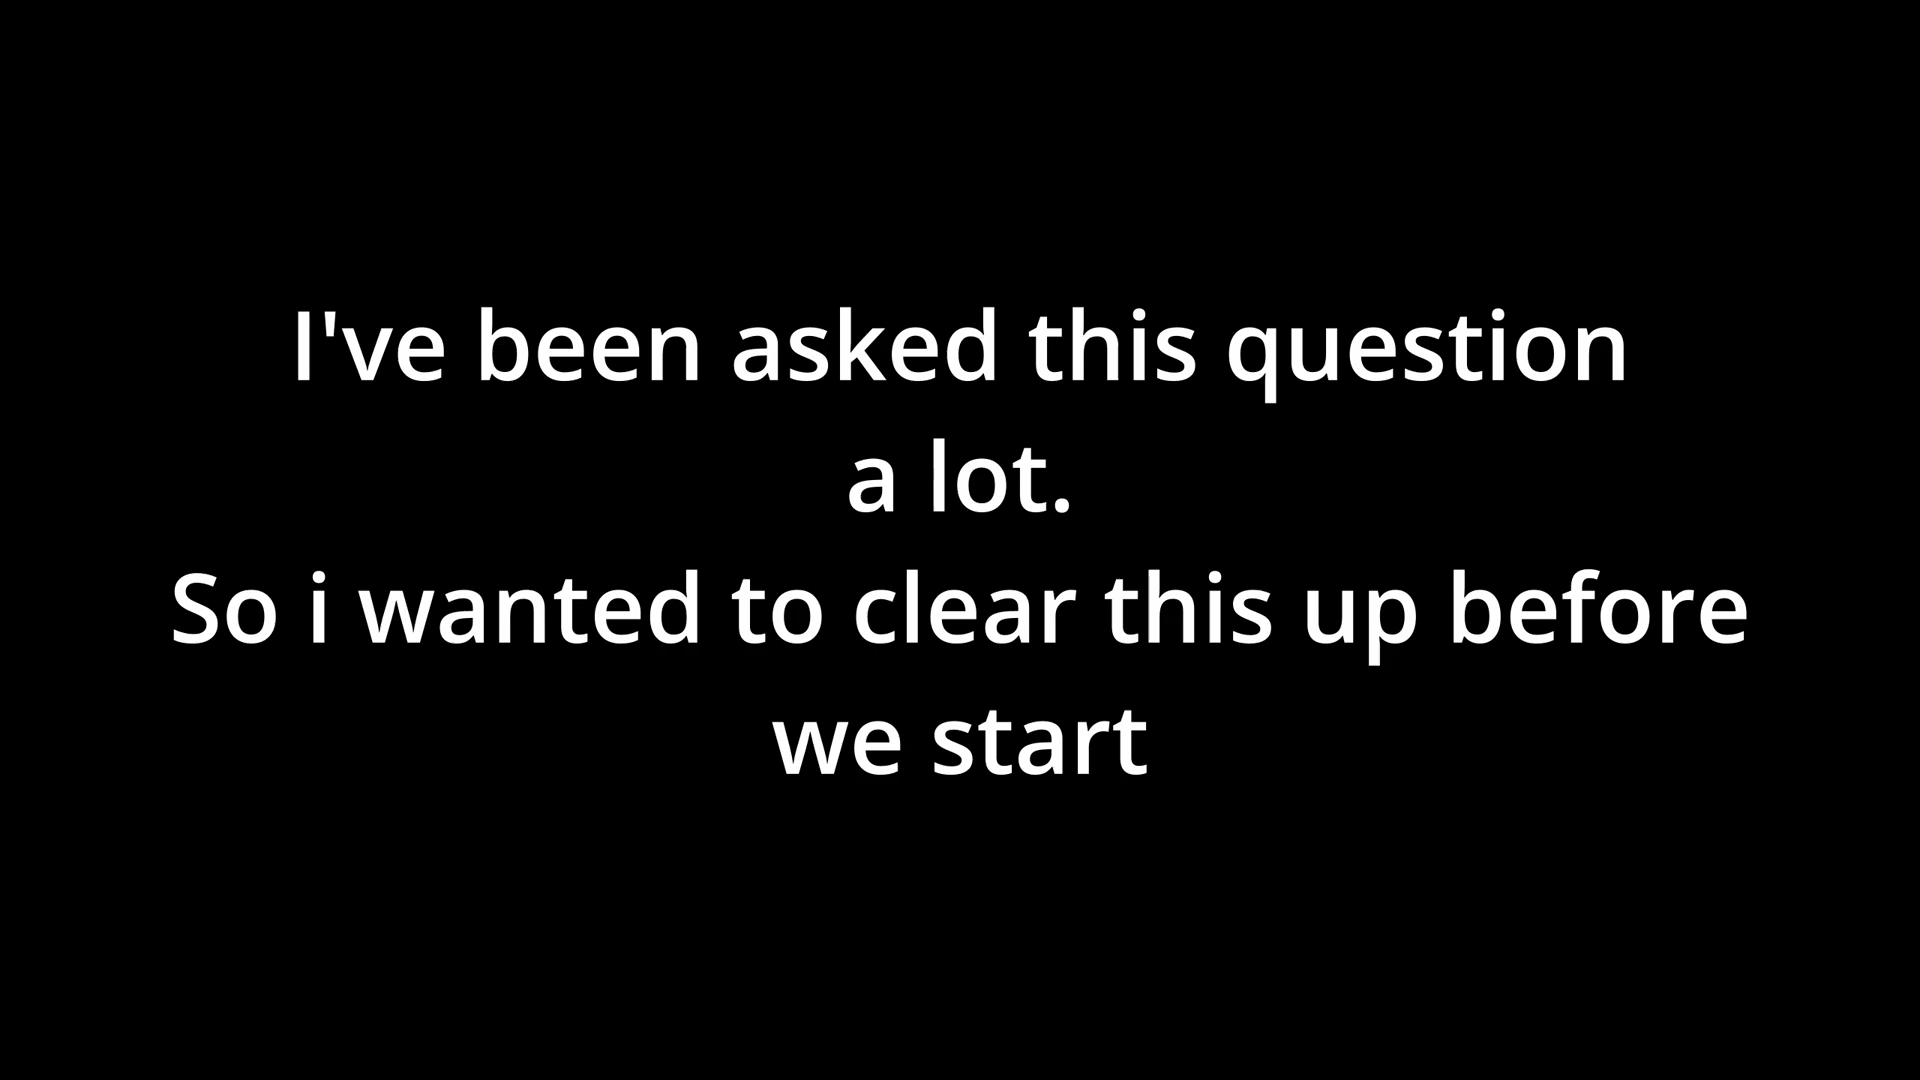 I've been asked this question
a lot.
So i wanted to clear this up before
we start